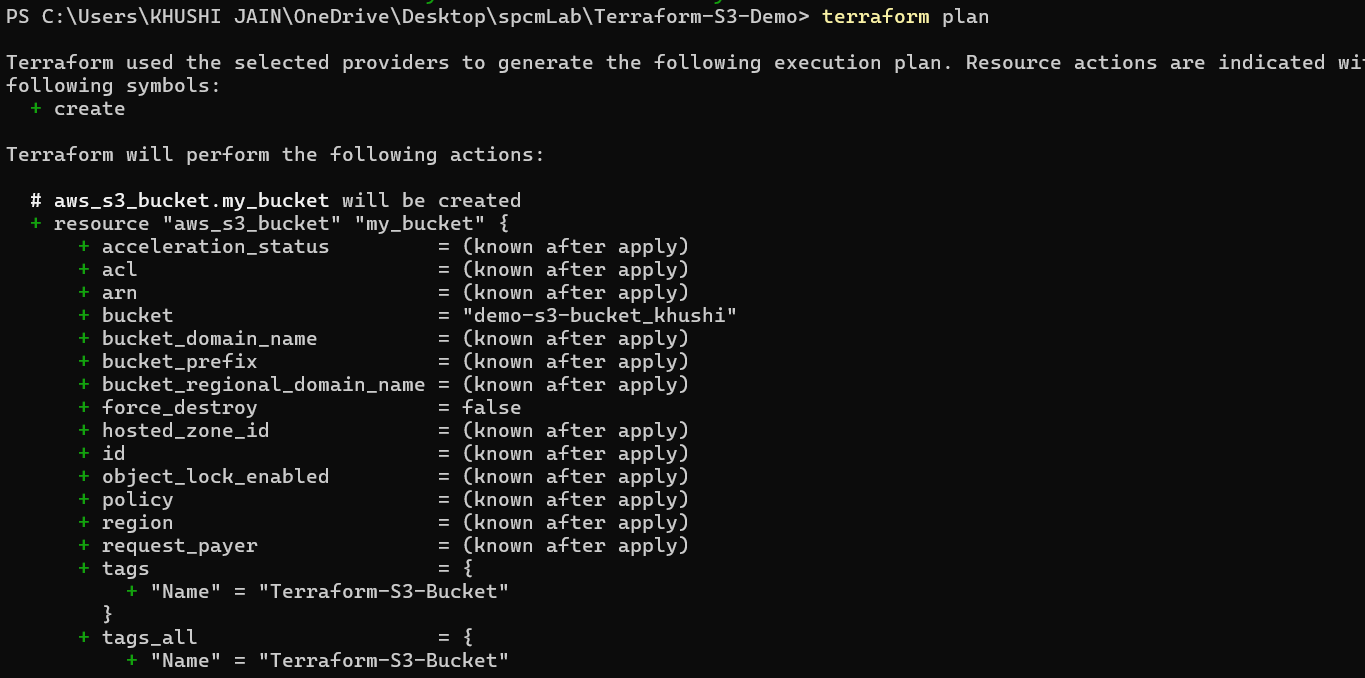 PS C:\Users\KHUSHI JAIN\OneDrive\Desktop\spcmLab\Terraform-S3-Demo> terraform plan
Terraform used the selected providers to generate the following execution plan. Resource actions are indicated
following symbols:
  + create
Terraform will perform the following actions:
  # aws_s3_bucket.my_bucket will be created
  + resource "aws_s3_bucket" "my_bucket" {
      + acceleration_status         = (known after apply)
      + acl                         = (known after apply)
      + arn                         = (known after apply)
      + bucket                      = "demo-s3-bucket_khushi"
      + bucket_domain_name          = (known after apply)
      + bucket_prefix               = (known after apply)
      + bucket_regional_domain_name = (known after apply)
      + force_destroy               = false
      + hosted_zone_id              = (known after apply)
      + id                          = (known after apply)
      + object_lock_enabled         = (known after apply)
      + policy                      = (known after apply)
      + region                      = (known after apply)
      + request_payer               = (known after apply)
      + tags                        = {
          + "Name" = "Terraform-S3-Bucket"
        }
      + tags_all                    = {
          + "Name" = "Terraform-S3-Bucket"